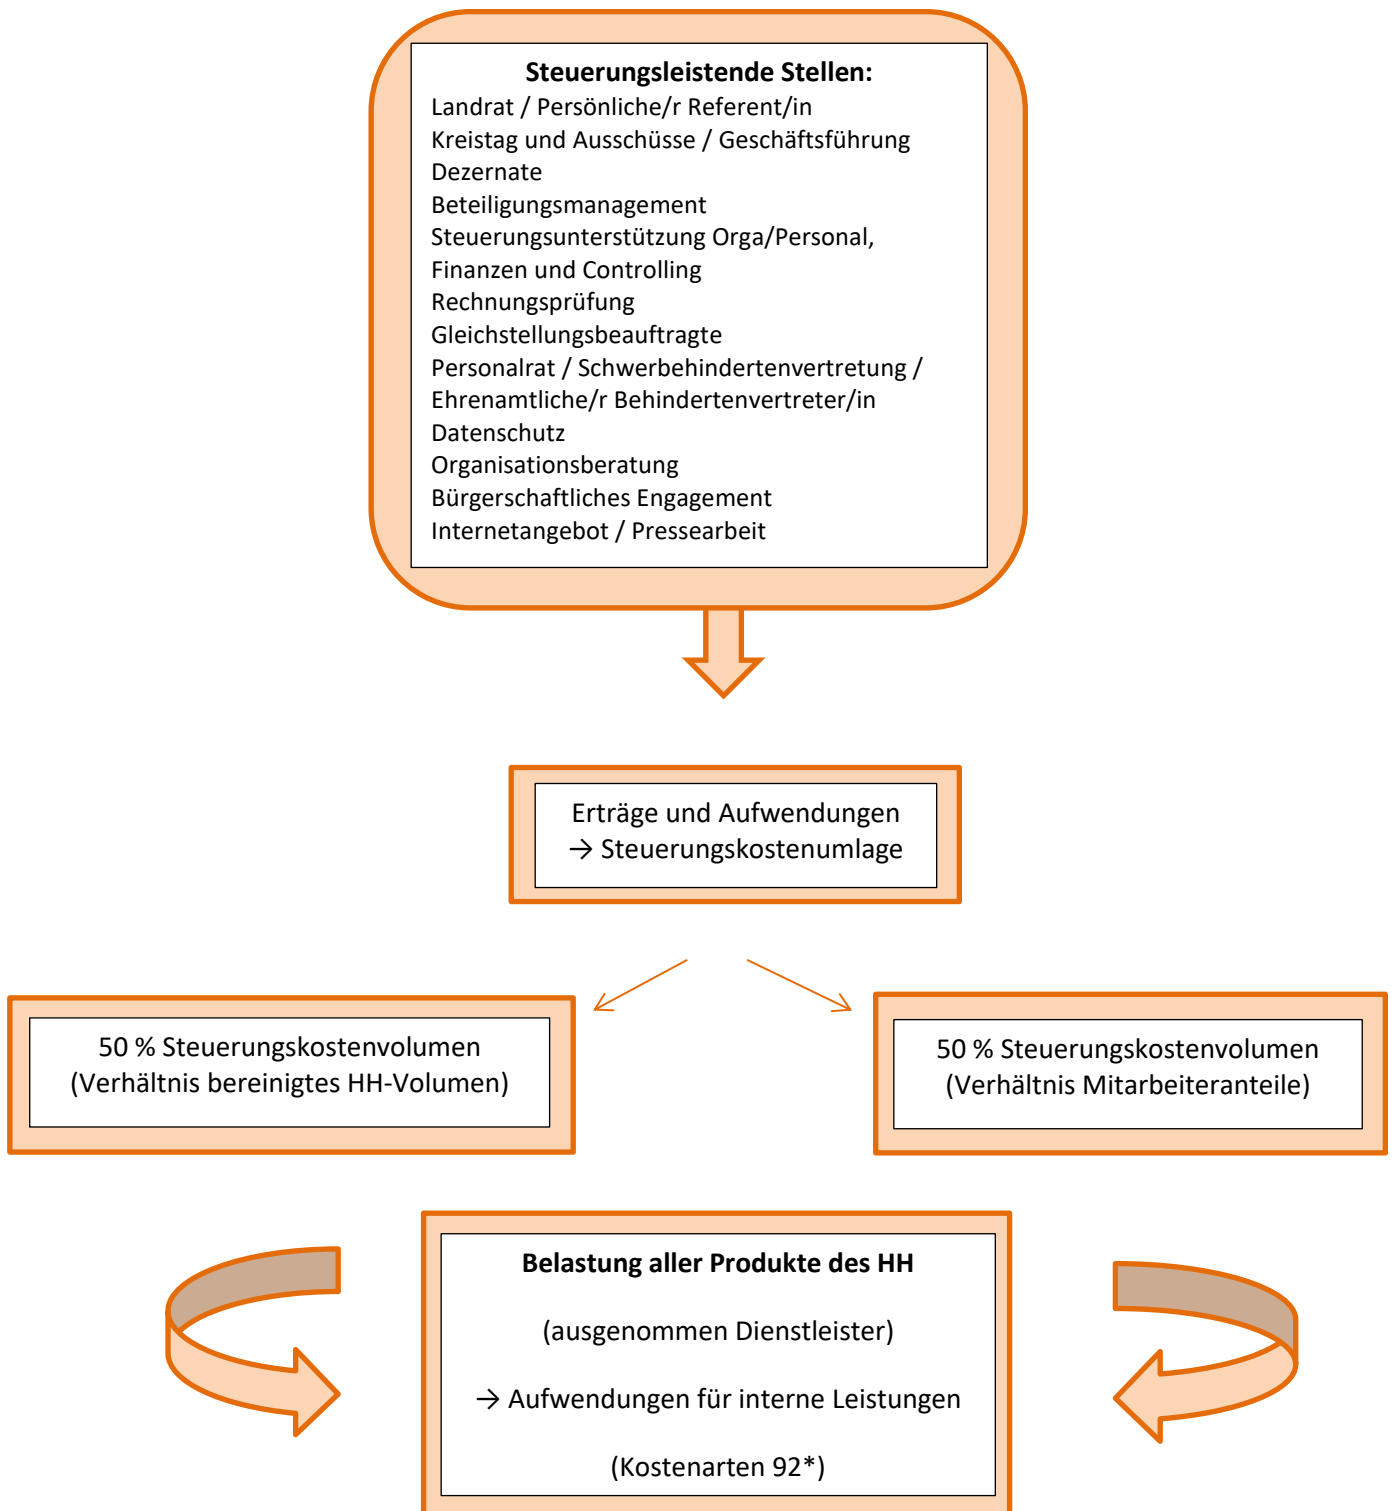 Steuerungsleistende Stellen:
Landrat / Persönliche/r Referent/in
Kreistag und Ausschüsse / Geschäftsführung
Dezernate
Beteiligungsmanagement
Steuerungsunterstützung Orga/Personal,
Finanzen und Controlling
Rechnungsprüfung
Gleichstellungsbeauftragte
Personalrat / Schwerbehindertenvertretung /
Ehrenamtliche/r Behindertenvertreter/in
Datenschutz
Organisationsberatung
Bürgerschaftliches Engagement
Internetangebot / Pressearbeit
Erträge und Aufwendungen
→ Steuerungskostenumlage
50 % Steuerungskostenvolumen
(Verhältnis bereinigtes HH-Volumen)
50 % Steuerungskostenvolumen
(Verhältnis Mitarbeiteranteile)
Belastung aller Produkte des HH
(ausgenommen Dienstleister)
→ Aufwendungen für interne Leistungen
(Kostenarten 92*)